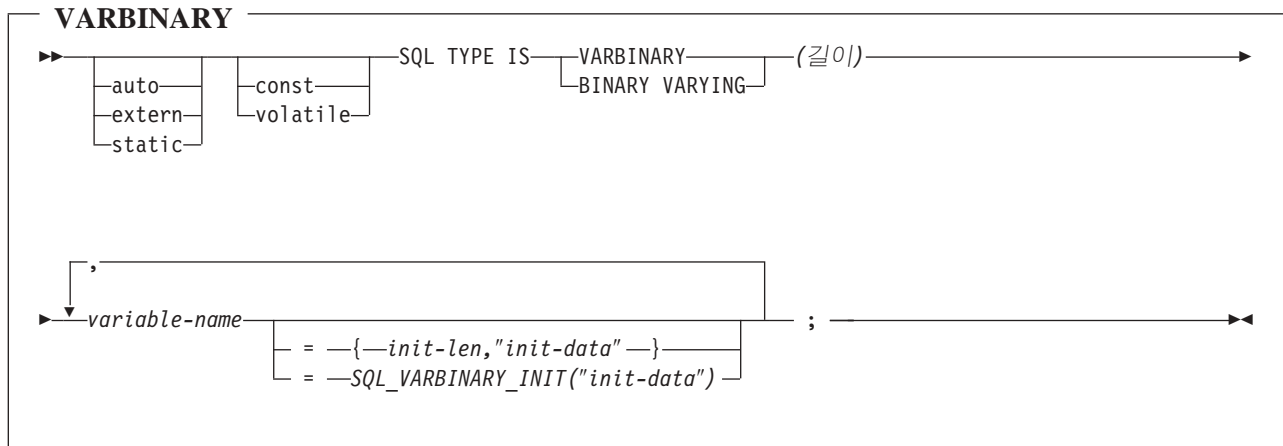 VARBINARY
SQL TYPE IS VARBINARY (길이)
auto const BINARY VARYING
extern volatile
static
,
variable-name ;
= { init-len,"init-data" }
= SQL_VARBINARY_INIT("init-data")